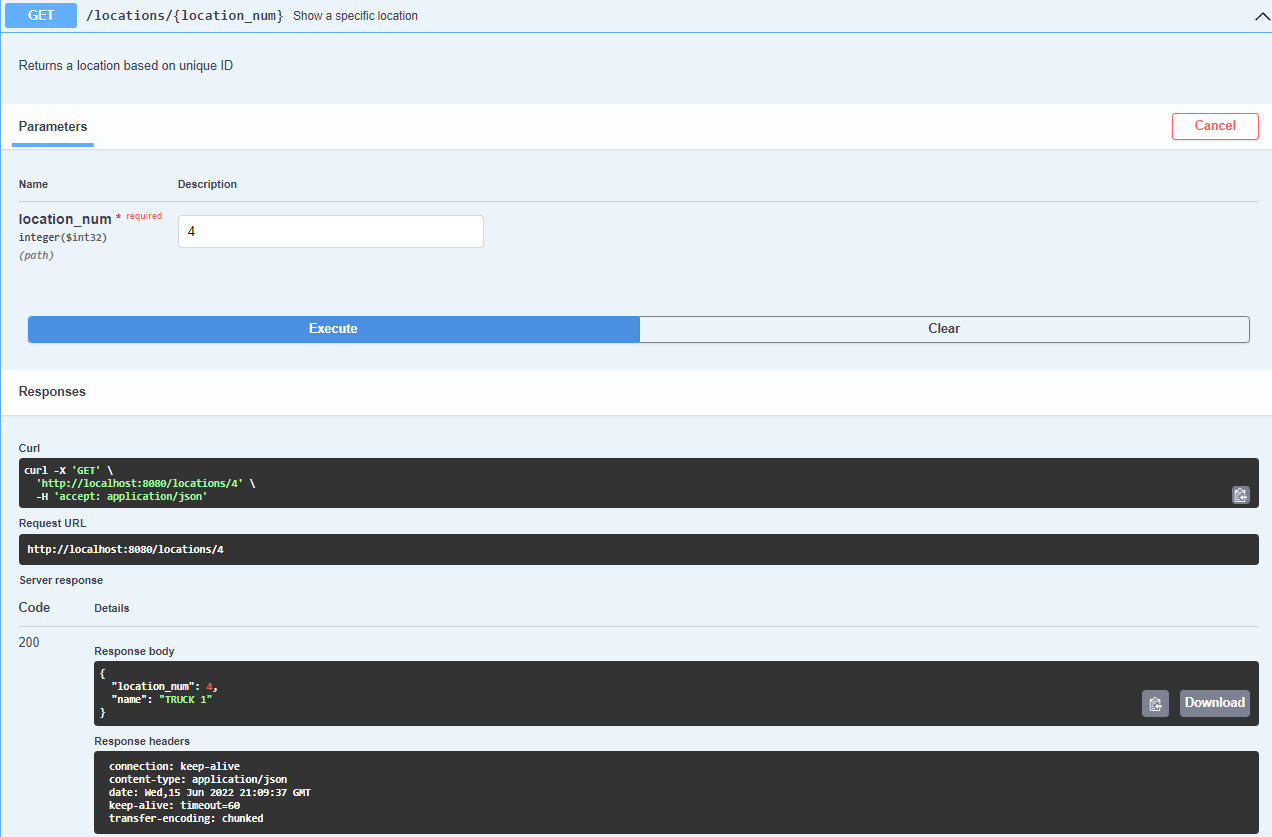 GET /locations/{location_num} Show a specific location
Returns a location based on unique ID
Parameters
Cancel
Name Description
location_num * required
integer($int32)
(path)
4
Execute Clear
Responses
Curl
curl -X 'GET' \
  'http://localhost:8080/locations/4' \
  -H 'accept: application/json'
Request URL
http://localhost:8080/locations/4
Server response
Code Details
200
Response body
{
  "location_num": 4,
  "name": "TRUCK 1"
}
Download
Response headers
connection: keep-alive
content-type: application/json
date: Wed,15 Jun 2022 21:09:37 GMT
keep-alive: timeout=60
transfer-encoding: chunked